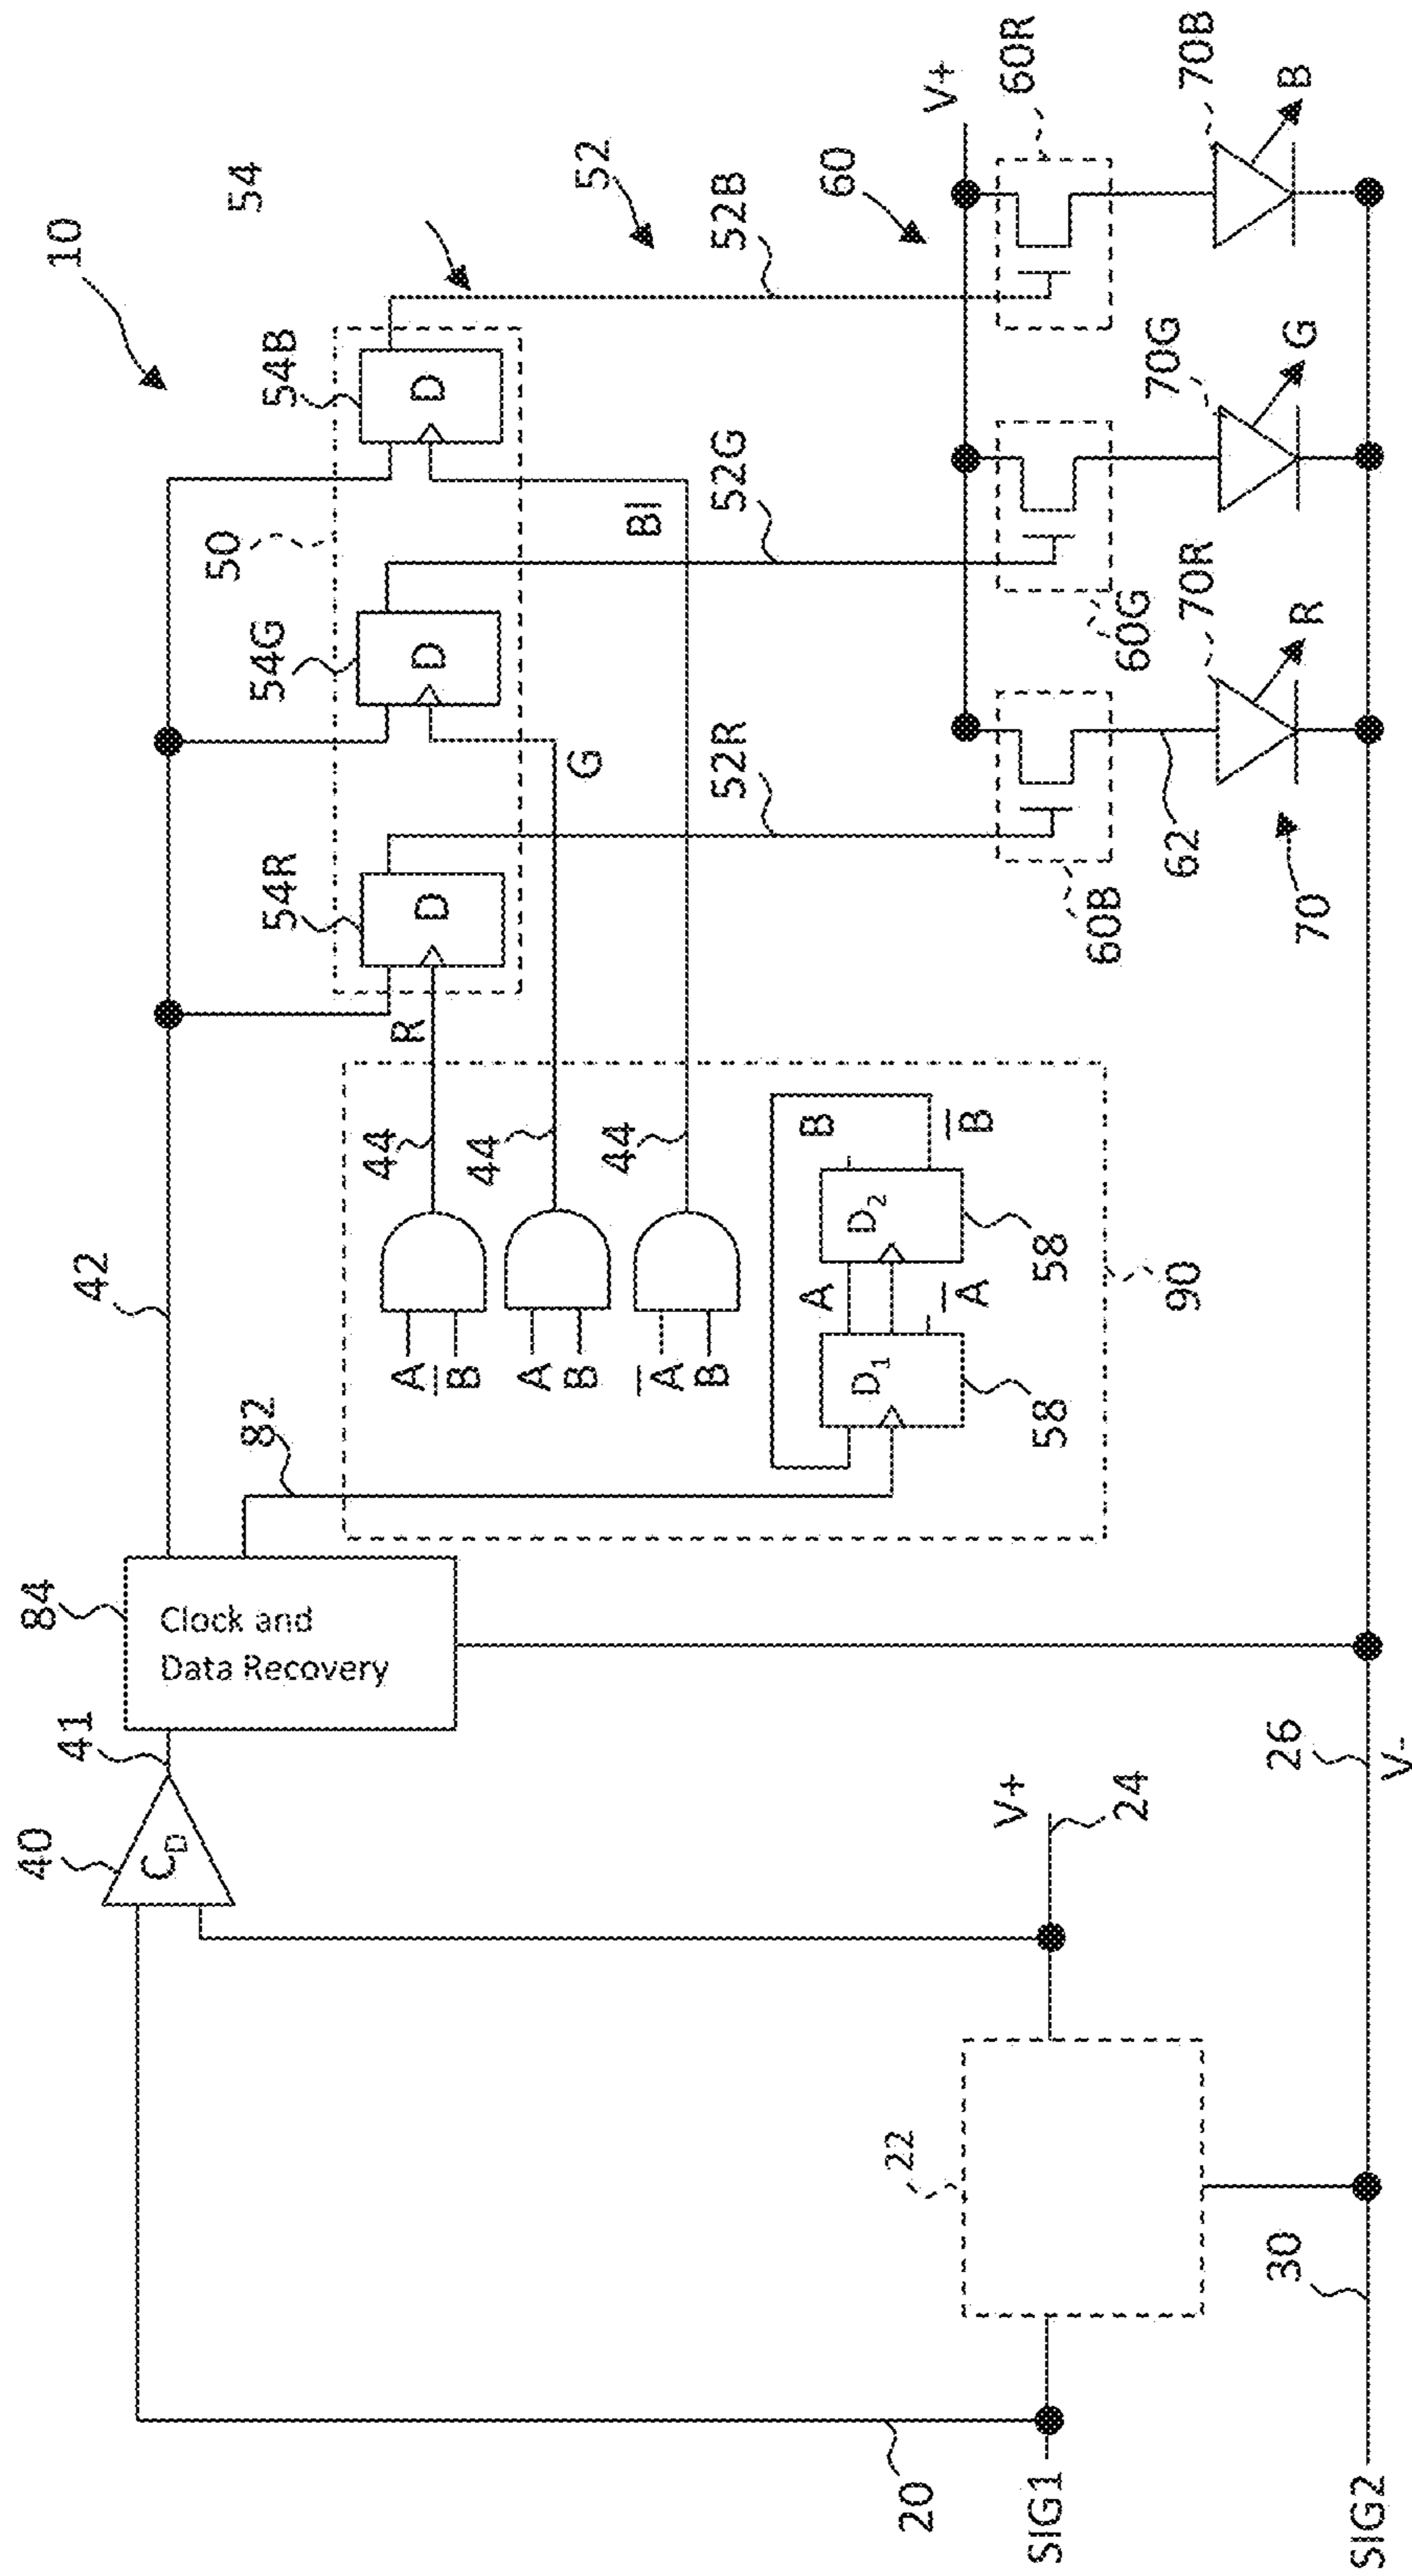 10
54
52
60
V+
60R
70B
B
84
42
50
54R
54G
54B
52B
40
C_D
41
Clock and
Data Recovery
82
R
G
B̅I̅
52R
52G
70G
G
A
B̅
44
A
B
44
A̅
B
44
D
D
D
A
B
D₁
D₂
A̅
B̅
58
58
90
60B
60G
62
70R
R
70
22
V+
24
20
SIG1
30
26
V-
SIG2